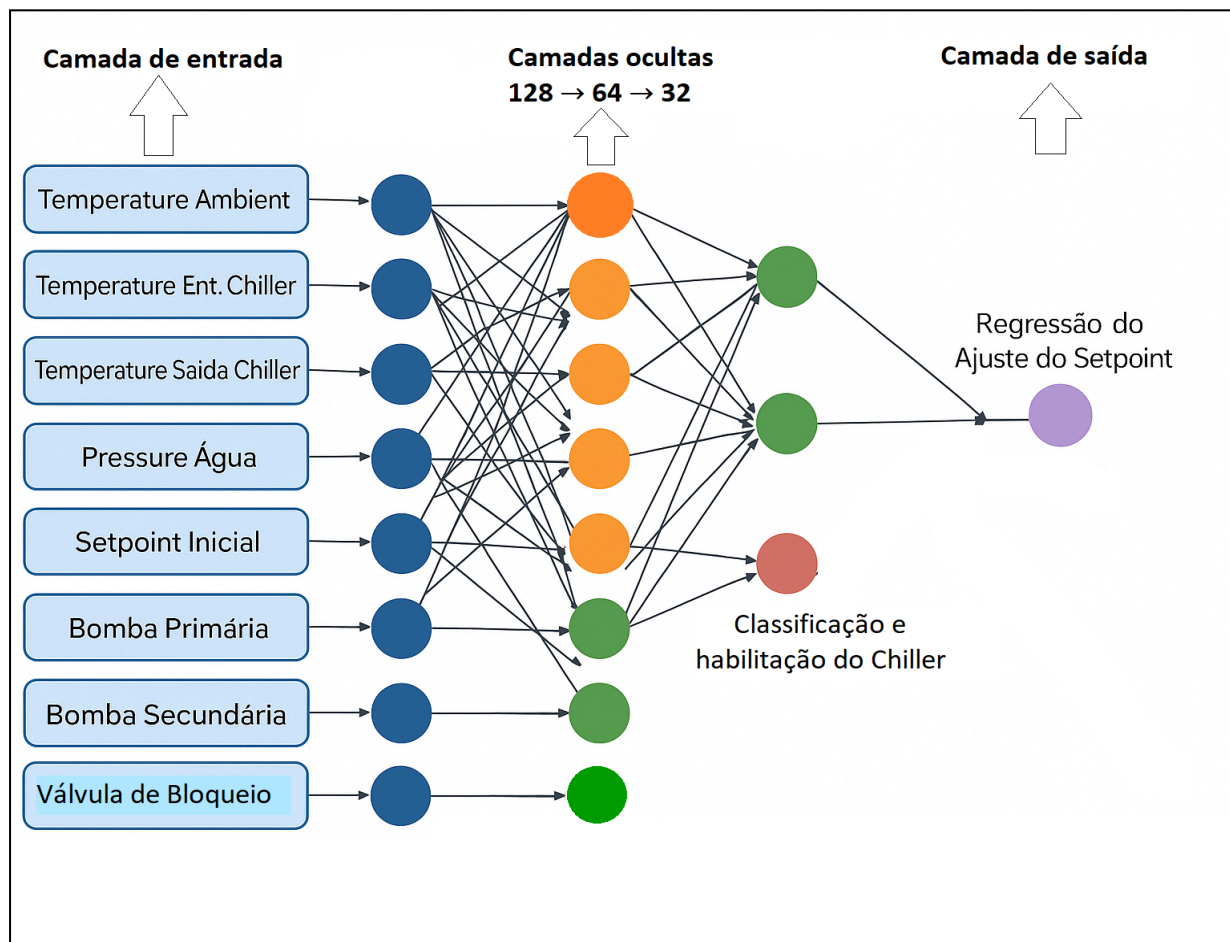 Camada de entrada
Camadas ocultas
128 → 64 → 32
Camada de saída
Temperature Ambient
Temperature Ent. Chiller
Temperature Saida Chiller
Pressure Água
Setpoint Inicial
Bomba Primária
Bomba Secundária
Válvula de Bloqueio
Regressão do
Ajuste do Setpoint
Classificação e
habilitação do Chiller